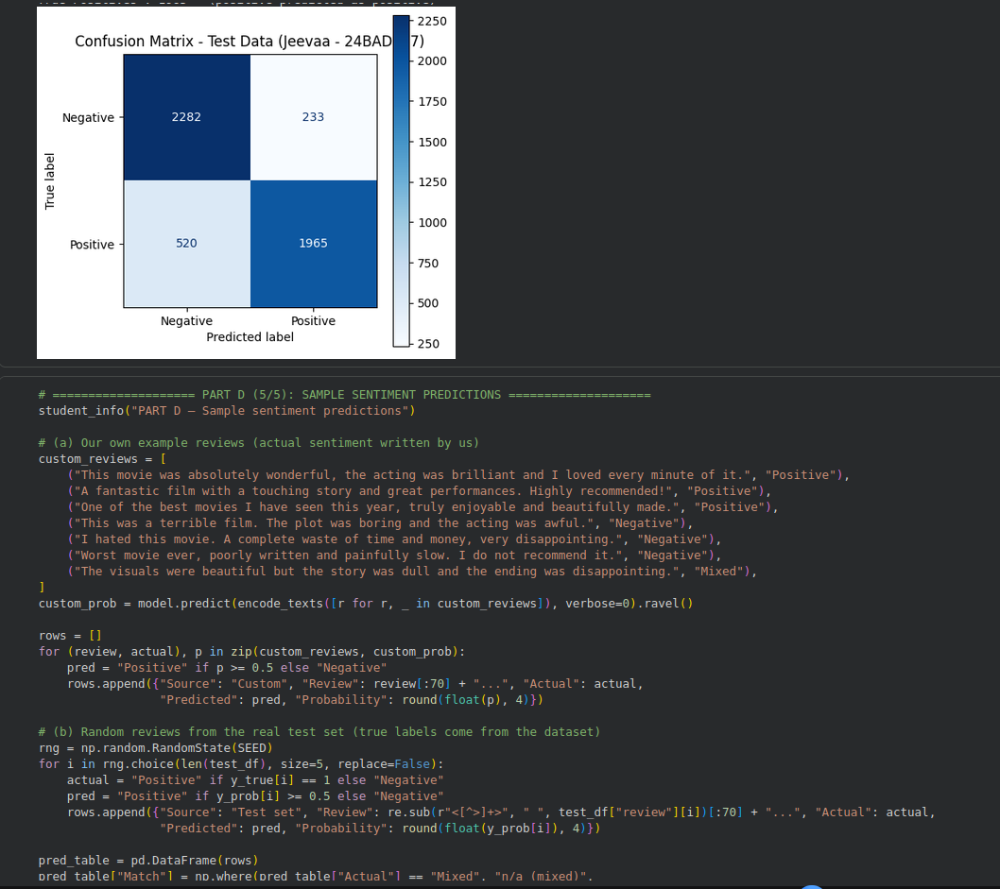 Confusion Matrix - Test Data (Jeevaa - 24BAD 7)
2250
2000
1750
1500
1250
1000
750
500
250
Negative
2282 233
True label
Positive
520 1965
Negative Positive
Predicted label
# ==================== PART D (5/5): SAMPLE SENTIMENT PREDICTIONS ====================
student_info("PART D — Sample sentiment predictions")
# (a) Our own example reviews (actual sentiment written by us)
custom_reviews = [
    ("This movie was absolutely wonderful, the acting was brilliant and I loved every minute of it.", "Positive"),
    ("A fantastic film with a touching story and great performances. Highly recommended!", "Positive"),
    ("One of the best movies I have seen this year, truly enjoyable and beautifully made.", "Positive"),
    ("This was a terrible film. The plot was boring and the acting was awful.", "Negative"),
    ("I hated this movie. A complete waste of time and money, very disappointing.", "Negative"),
    ("Worst movie ever, poorly written and painfully slow. I do not recommend it.", "Negative"),
    ("The visuals were beautiful but the story was dull and the ending was disappointing.", "Mixed"),
]
custom_prob = model.predict(encode_texts([r for r, _ in custom_reviews]), verbose=0).ravel()
rows = []
for (review, actual), p in zip(custom_reviews, custom_prob):
    pred = "Positive" if p >= 0.5 else "Negative"
    rows.append({"Source": "Custom", "Review": review[:70] + "...", "Actual": actual,
                 "Predicted": pred, "Probability": round(float(p), 4)})
# (b) Random reviews from the real test set (true labels come from the dataset)
rng = np.random.RandomState(SEED)
for i in rng.choice(len(test_df), size=5, replace=False):
    actual = "Positive" if y_true[i] == 1 else "Negative"
    pred = "Positive" if y_prob[i] >= 0.5 else "Negative"
    rows.append({"Source": "Test set", "Review": re.sub(r"<[^>]+>", " ", test_df["review"][i])[:70] + "...", "Actual": actual,
                 "Predicted": pred, "Probability": round(float(y_prob[i]), 4)})
pred_table = pd.DataFrame(rows)
pred_table["Match"] = np.where(pred_table["Actual"] == "Mixed", "n/a (mixed)",